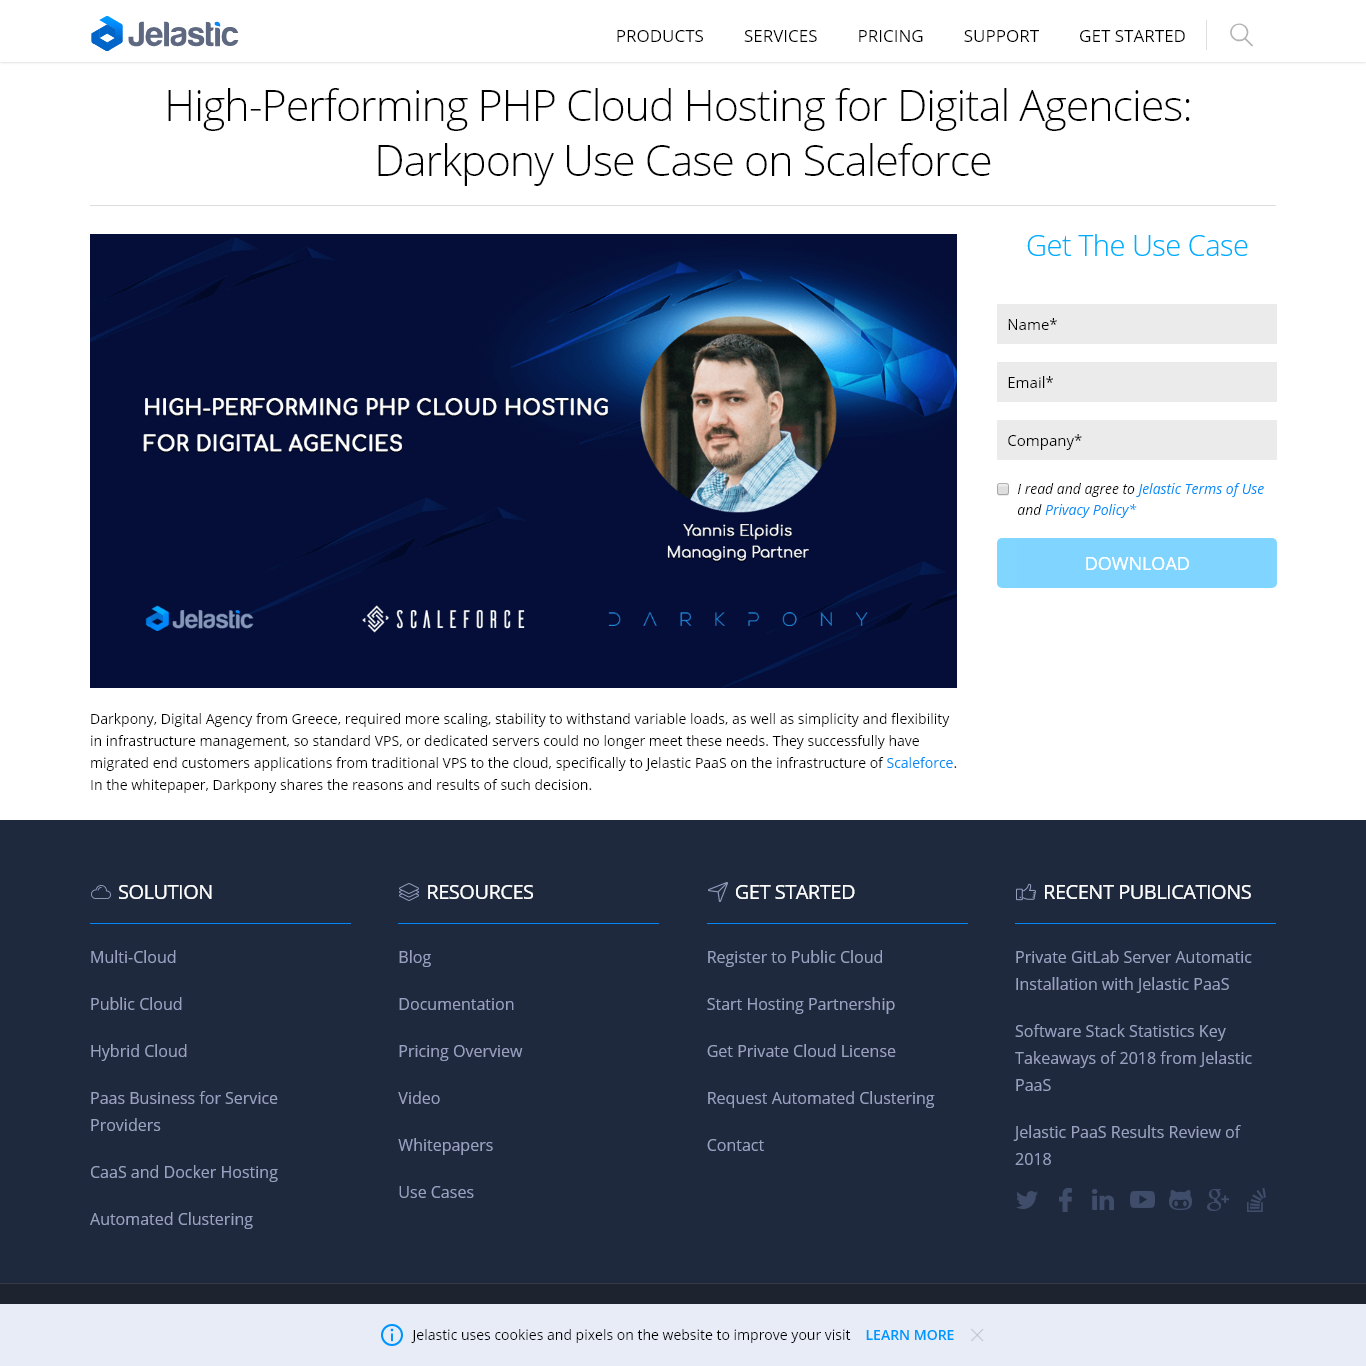 Jelastic
PRODUCTS
SERVICES
PRICING
SUPPORT
GET STARTED
High-Performing PHP Cloud Hosting for Digital Agencies:
Darkpony Use Case on Scaleforce
HIGH-PERFORMING PHP CLOUD HOSTING
FOR DIGITAL AGENCIES
Yannis Elpidis
Managing Partner
Jelastic
SCALEFORCE
DARKPONY
Darkpony, Digital Agency from Greece, required more scaling, stability to withstand variable loads, as well as simplicity and flexibility
in infrastructure management, so standard VPS, or dedicated servers could no longer meet these needs. They successfully have
migrated end customers applications from traditional VPS to the cloud, specifically to Jelastic PaaS on the infrastructure of Scaleforce.
In the whitepaper, Darkpony shares the reasons and results of such decision.
Get The Use Case
Name*
Email*
Company*
I read and agree to Jelastic Terms of Use
and Privacy Policy*
DOWNLOAD
SOLUTION
Multi-Cloud
Public Cloud
Hybrid Cloud
Paas Business for Service
Providers
CaaS and Docker Hosting
Automated Clustering
RESOURCES
Blog
Documentation
Pricing Overview
Video
Whitepapers
Use Cases
GET STARTED
Register to Public Cloud
Start Hosting Partnership
Get Private Cloud License
Request Automated Clustering
Contact
RECENT PUBLICATIONS
Private GitLab Server Automatic
Installation with Jelastic PaaS
Software Stack Statistics Key
Takeaways of 2018 from Jelastic
PaaS
Jelastic PaaS Results Review of
2018
Jelastic uses cookies and pixels on the website to improve your visit
LEARN MORE